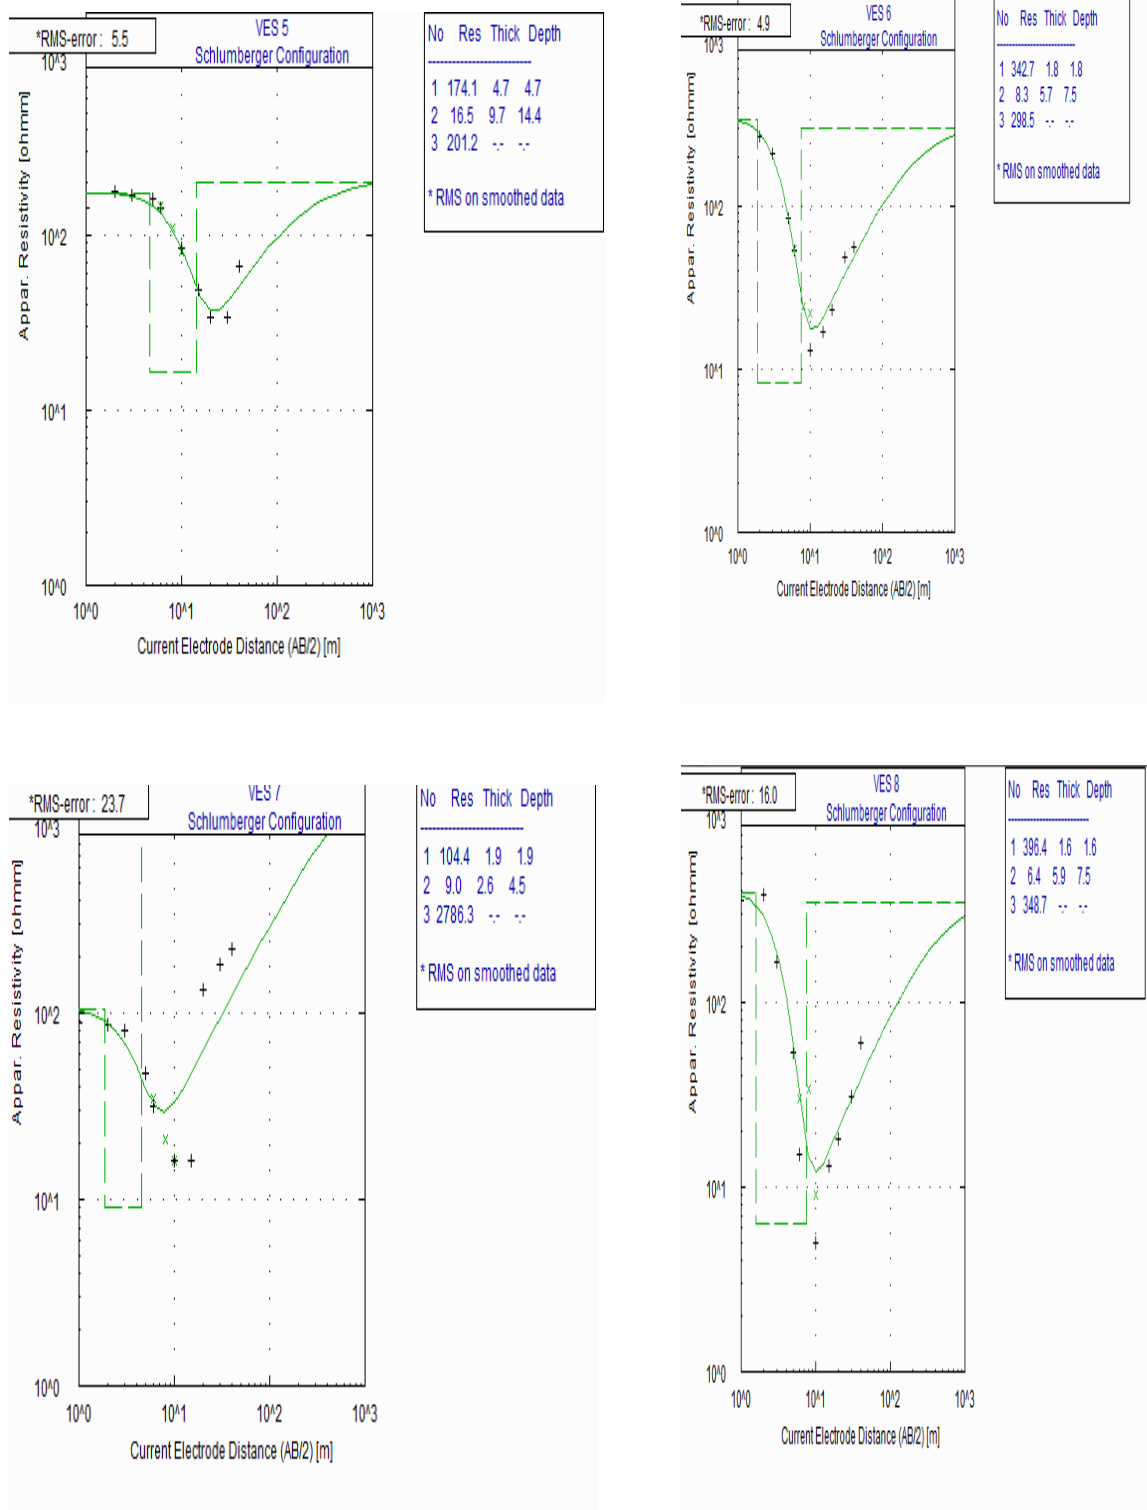 *RMS-error : 5.5
VES 5
Schlumberger Configuration
No Res Thick Depth
1 174.1 4.7 4.7
2 16.5 9.7 14.4
3 201.2 -.- -.-
* RMS on smoothed data
Appar. Resistivity [ohmm]
10^3
10^2
10^1
10^0
10^0 10^1 10^2 10^3
Current Electrode Distance (AB/2) [m]
*RMS-error : 4.9
VES 6
Schlumberger Configuration
No Res Thick Depth
1 342.7 1.8 1.8
2 8.3 5.7 7.5
3 298.5 -.- -.-
* RMS on smoothed data
Appar. Resistivity [ohmm]
10^3
10^2
10^1
10^0
10^0 10^1 10^2 10^3
Current Electrode Distance (AB/2) [m]
*RMS-error : 23.7
VES 7
Schlumberger Configuration
No Res Thick Depth
1 104.4 1.9 1.9
2 9.0 2.6 4.5
3 2786.3 -.- -.-
* RMS on smoothed data
Appar. Resistivity [ohmm]
10^3
10^2
10^1
10^0
10^0 10^1 10^2 10^3
Current Electrode Distance (AB/2) [m]
*RMS-error : 16.0
VES 8
Schlumberger Configuration
No Res Thick Depth
1 396.4 1.6 1.6
2 6.4 5.9 7.5
3 348.7 -.- -.-
* RMS on smoothed data
Appar. Resistivity [ohmm]
10^3
10^2
10^1
10^0
10^0 10^1 10^2 10^3
Current Electrode Distance (AB/2) [m]